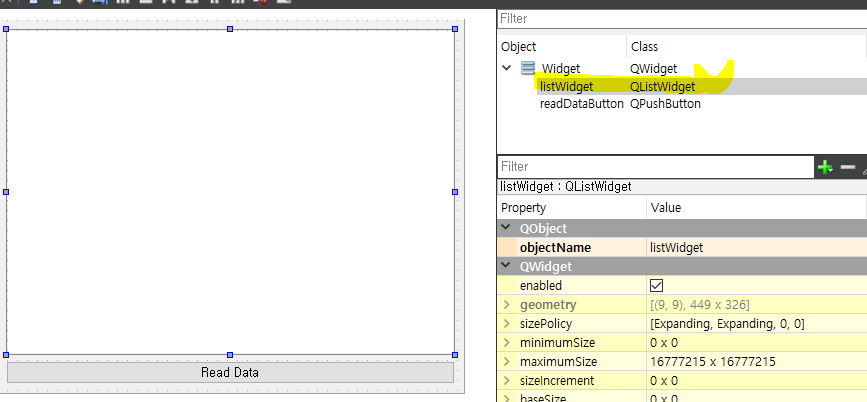 Filter
Object Class
Widget QWidget
listWidget QListWidget
readDataButton QPushButton
Filter
listWidget : QListWidget
Property Value
QObject
objectName listWidget
QWidget
enabled
geometry [(9, 9), 449 x 326]
sizePolicy [Expanding, Expanding, 0, 0]
minimumSize 0 x 0
maximumSize 16777215 x 16777215
sizeIncrement 0 x 0
baseSize 0 x 0
Read Data